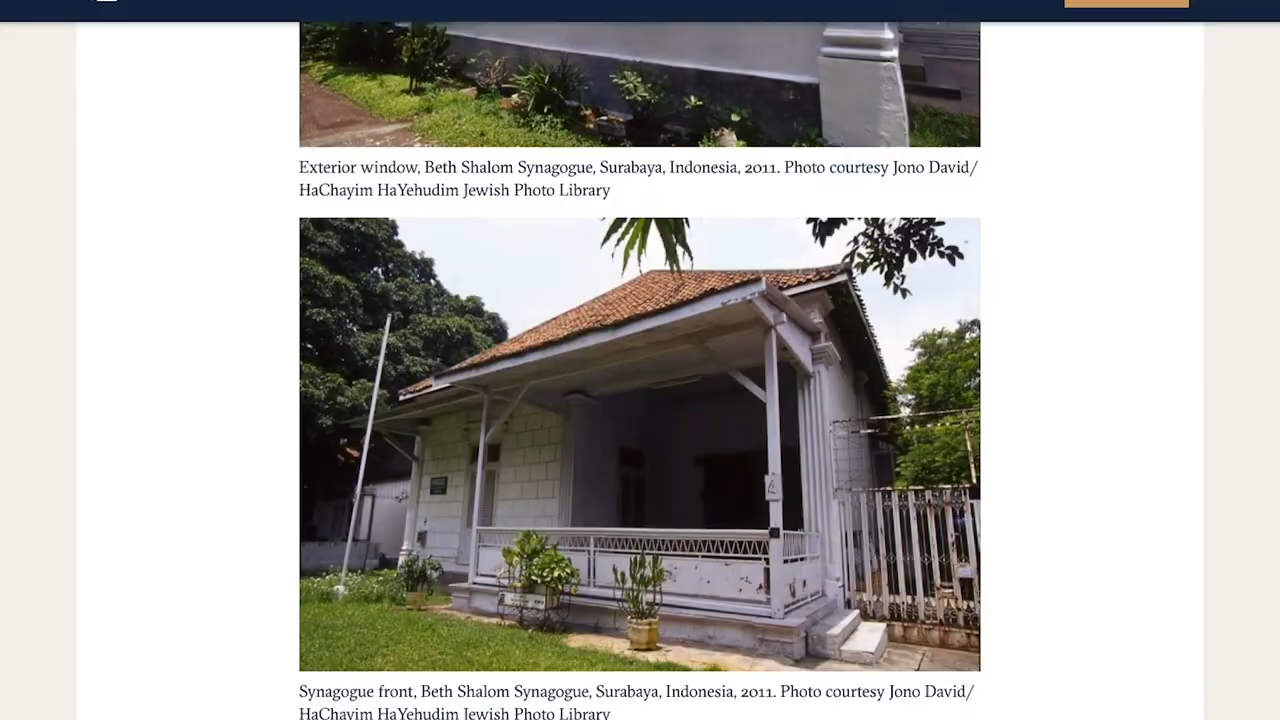 Exterior window, Beth Shalom Synagogue, Surabaya, Indonesia, 2011. Photo courtesy Jono David/
HaChayim HaYehudim Jewish Photo Library
Synagogue front, Beth Shalom Synagogue, Surabaya, Indonesia, 2011. Photo courtesy Jono David/
HaChayim HaYehudim Jewish Photo Library